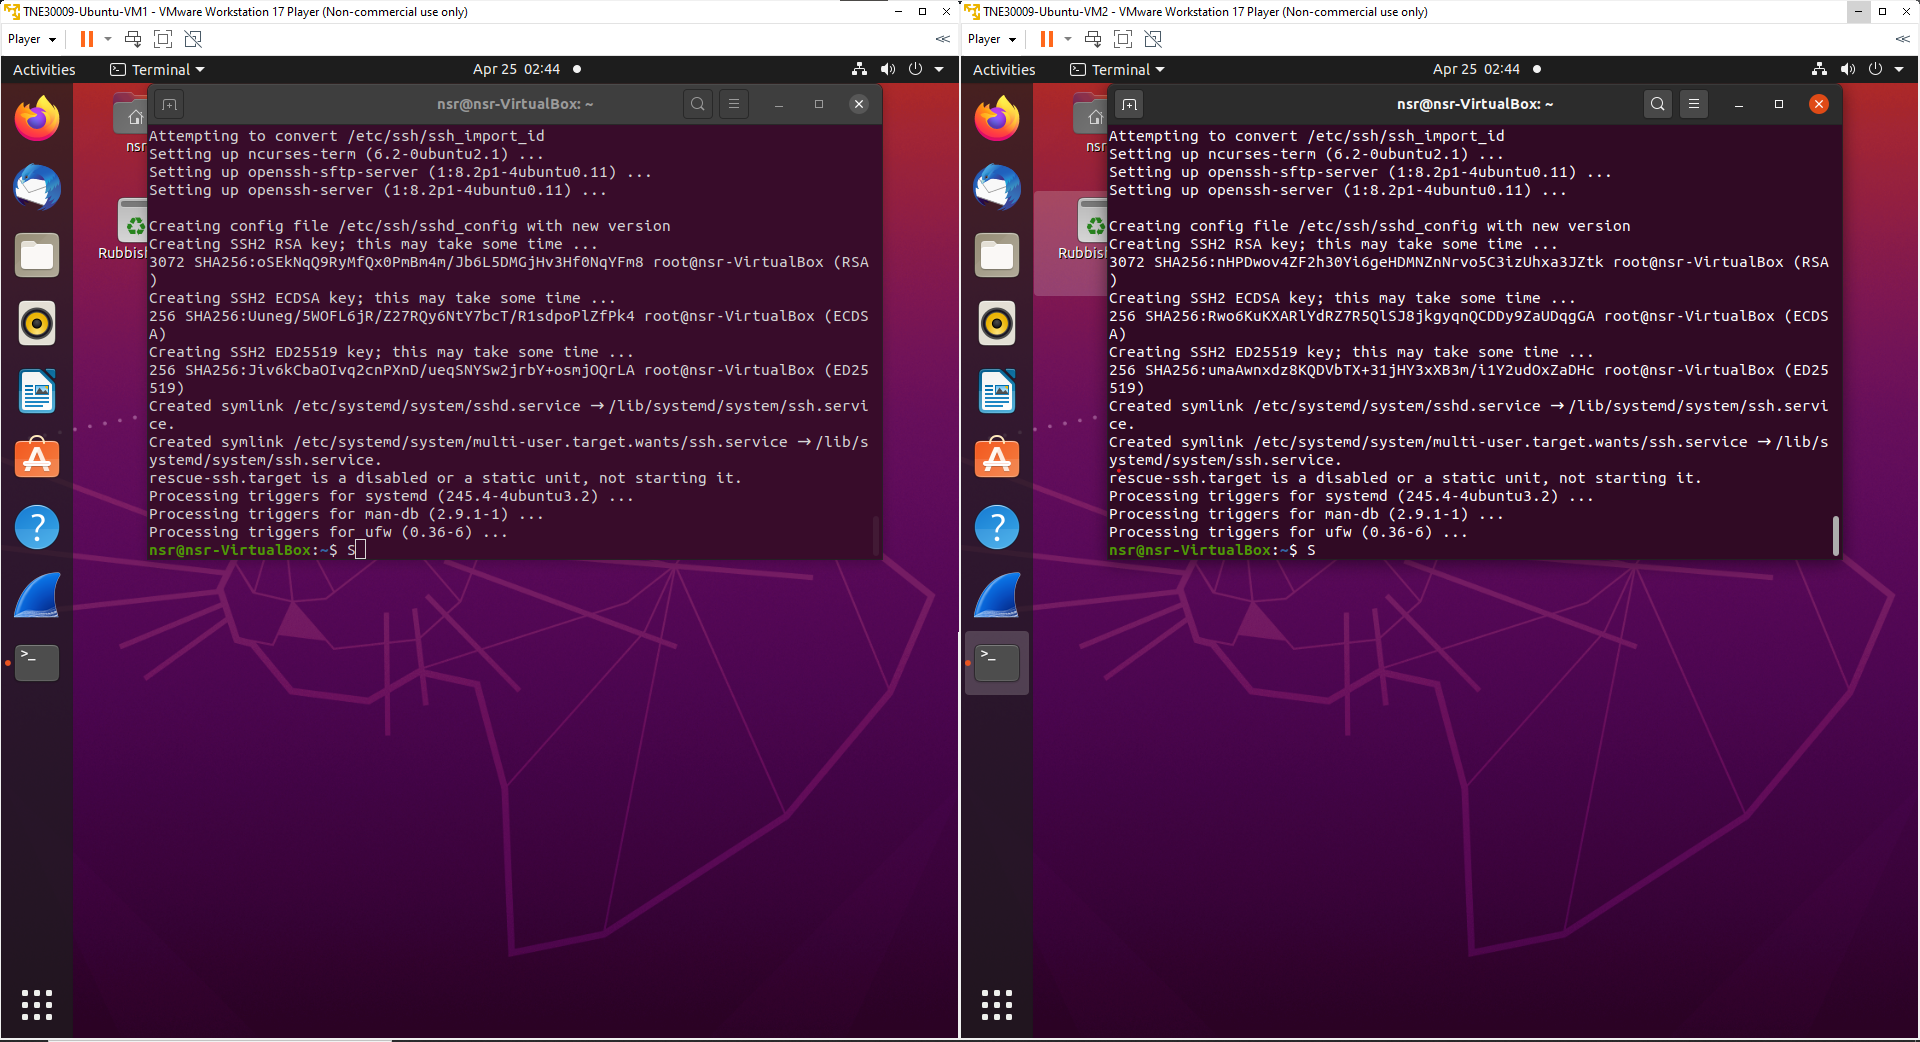 TNE30009-Ubuntu-VM1 - VMware Workstation 17 Player (Non-commercial use only)
Player
Activities
Terminal
Apr 25 02:44
nsr@nsr-VirtualBox: ~
nsr
Rubbish
Attempting to convert /etc/ssh/ssh_import_id
Setting up ncurses-term (6.2-0ubuntu2.1) ...
Setting up openssh-sftp-server (1:8.2p1-4ubuntu0.11) ...
Setting up openssh-server (1:8.2p1-4ubuntu0.11) ...
Creating config file /etc/ssh/sshd_config with new version
Creating SSH2 RSA key; this may take some time ...
3072 SHA256:oSEkNqQ9RyMfQx0PmBm4m/Jb6L5DMGjHv3Hf0NqYFm8 root@nsr-VirtualBox (RSA
)
Creating SSH2 ECDSA key; this may take some time ...
256 SHA256:Uuneg/5WOFL6jR/Z27RQy6NtY7bcT/R1sdpoPlZfPk4 root@nsr-VirtualBox (ECDS
A)
Creating SSH2 ED25519 key; this may take some time ...
256 SHA256:Jiv6kCbaOIvq2cnPXnD/ueqSNYSw2jrbY+osmjOQrLA root@nsr-VirtualBox (ED25
519)
Created symlink /etc/systemd/system/sshd.service → /lib/systemd/system/ssh.servi
ce.
Created symlink /etc/systemd/system/multi-user.target.wants/ssh.service → /lib/s
ystemd/system/ssh.service.
rescue-ssh.target is a disabled or a static unit, not starting it.
Processing triggers for systemd (245.4-4ubuntu3.2) ...
Processing triggers for man-db (2.9.1-1) ...
Processing triggers for ufw (0.36-6) ...
nsr@nsr-VirtualBox:~$ S
TNE30009-Ubuntu-VM2 - VMware Workstation 17 Player (Non-commercial use only)
Player
Activities
Terminal
Apr 25 02:44
nsr@nsr-VirtualBox: ~
nsr
Rubbish
Attempting to convert /etc/ssh/ssh_import_id
Setting up ncurses-term (6.2-0ubuntu2.1) ...
Setting up openssh-sftp-server (1:8.2p1-4ubuntu0.11) ...
Setting up openssh-server (1:8.2p1-4ubuntu0.11) ...
Creating config file /etc/ssh/sshd_config with new version
Creating SSH2 RSA key; this may take some time ...
3072 SHA256:nHPDwov4ZF2h30Yi6geHDMNZnNrvo5C3izUhxa3JZtk root@nsr-VirtualBox (RSA
)
Creating SSH2 ECDSA key; this may take some time ...
256 SHA256:Rwo6KuKXARlYdRZ7R5QlSJ8jkgyqnQCDDy9ZaUDqgGA root@nsr-VirtualBox (ECDS
A)
Creating SSH2 ED25519 key; this may take some time ...
256 SHA256:umaAwnxdz8KQDVbTX+31jHY3xXB3m/i1Y2udOxZaDHc root@nsr-VirtualBox (ED25
519)
Created symlink /etc/systemd/system/sshd.service → /lib/systemd/system/ssh.servi
ce.
Created symlink /etc/systemd/system/multi-user.target.wants/ssh.service → /lib/s
ystemd/system/ssh.service.
rescue-ssh.target is a disabled or a static unit, not starting it.
Processing triggers for systemd (245.4-4ubuntu3.2) ...
Processing triggers for man-db (2.9.1-1) ...
Processing triggers for ufw (0.36-6) ...
nsr@nsr-VirtualBox:~$ S